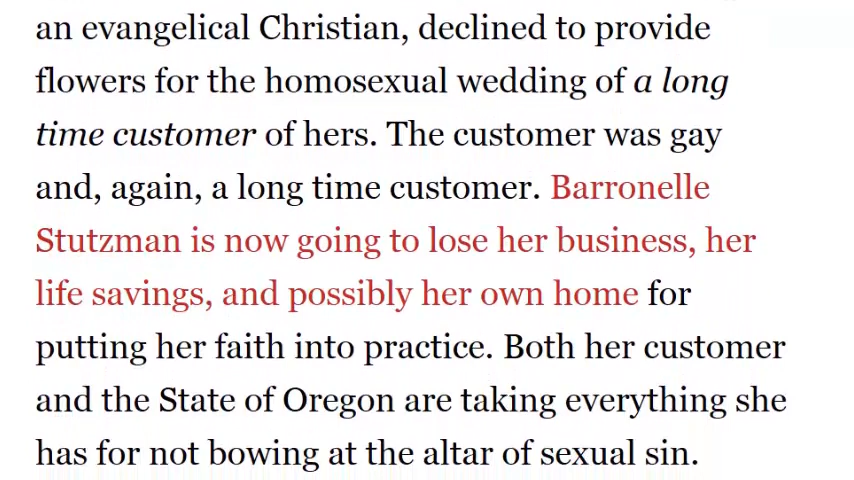 an evangelical Christian, declined to provide
flowers for the homosexual wedding of a long
time customer of hers. The customer was gay
and, again, a long time customer. Barronelle
Stutzman is now going to lose her business, her
life savings, and possibly her own home for
putting her faith into practice. Both her customer
and the State of Oregon are taking everything she
has for not bowing at the altar of sexual sin.